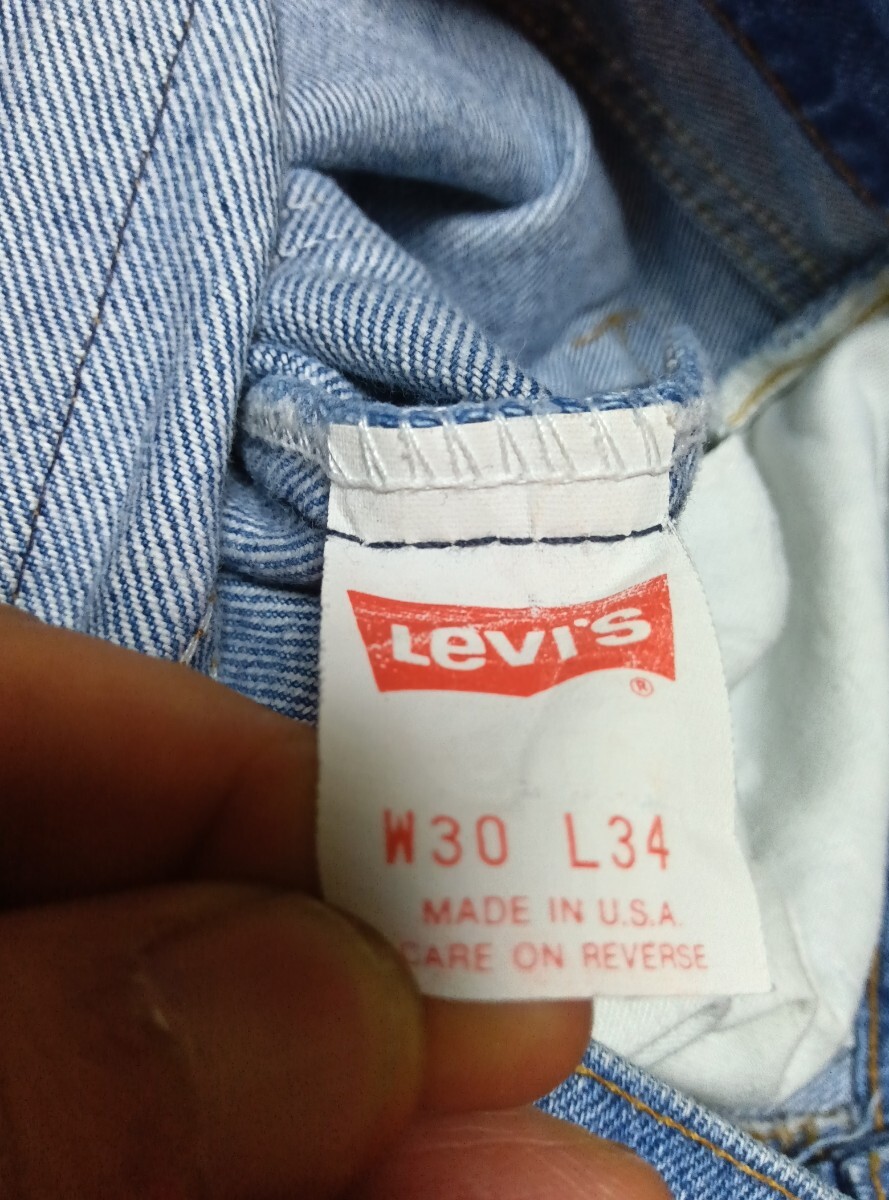 Levi's
®
W30 L34
MADE IN U.S.A.
CARE ON REVERSE